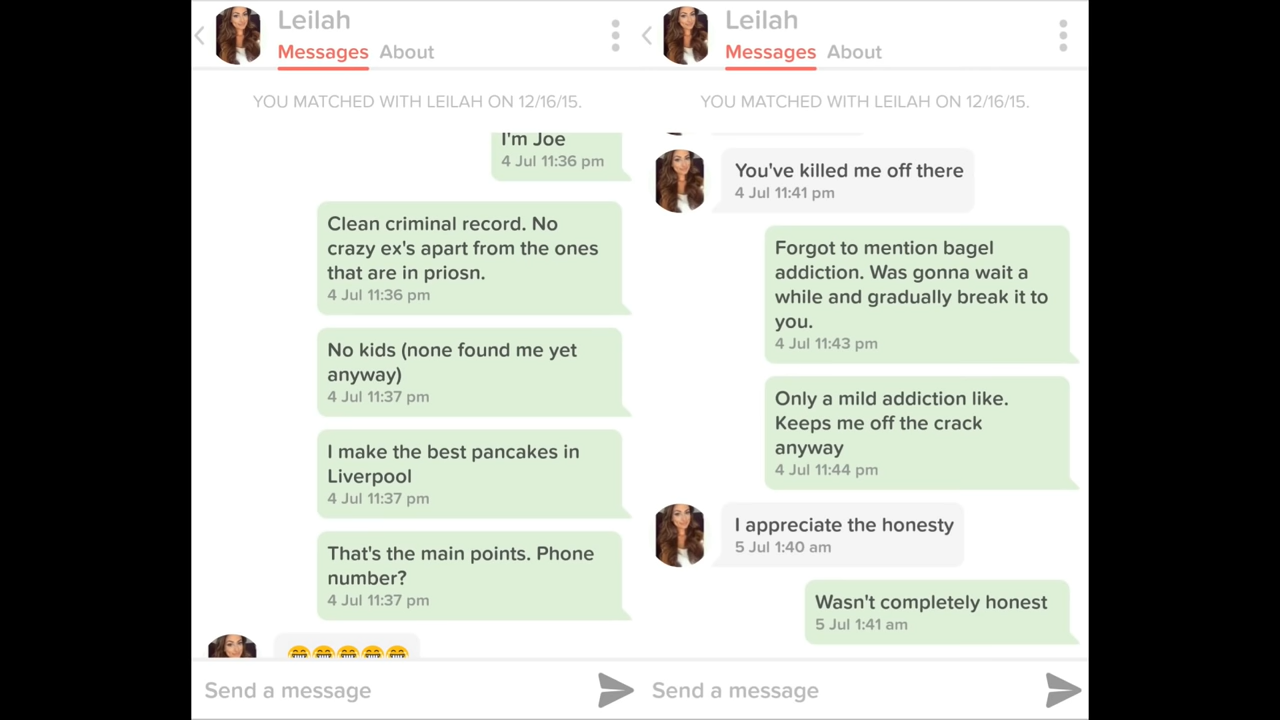 Leilah
Messages About
YOU MATCHED WITH LEILAH ON 12/16/15.
I'm Joe
4 Jul 11:36 pm
Clean criminal record. No
crazy ex's apart from the ones
that are in priosn.
4 Jul 11:36 pm
No kids (none found me yet
anyway)
4 Jul 11:37 pm
I make the best pancakes in
Liverpool
4 Jul 11:37 pm
That's the main points. Phone
number?
4 Jul 11:37 pm
😂😂😂😂😂
Send a message
Leilah
Messages About
YOU MATCHED WITH LEILAH ON 12/16/15.
You've killed me off there
4 Jul 11:41 pm
Forgot to mention bagel
addiction. Was gonna wait a
while and gradually break it to
you.
4 Jul 11:43 pm
Only a mild addiction like.
Keeps me off the crack
anyway
4 Jul 11:44 pm
I appreciate the honesty
5 Jul 1:40 am
Wasn't completely honest
5 Jul 1:41 am
Send a message